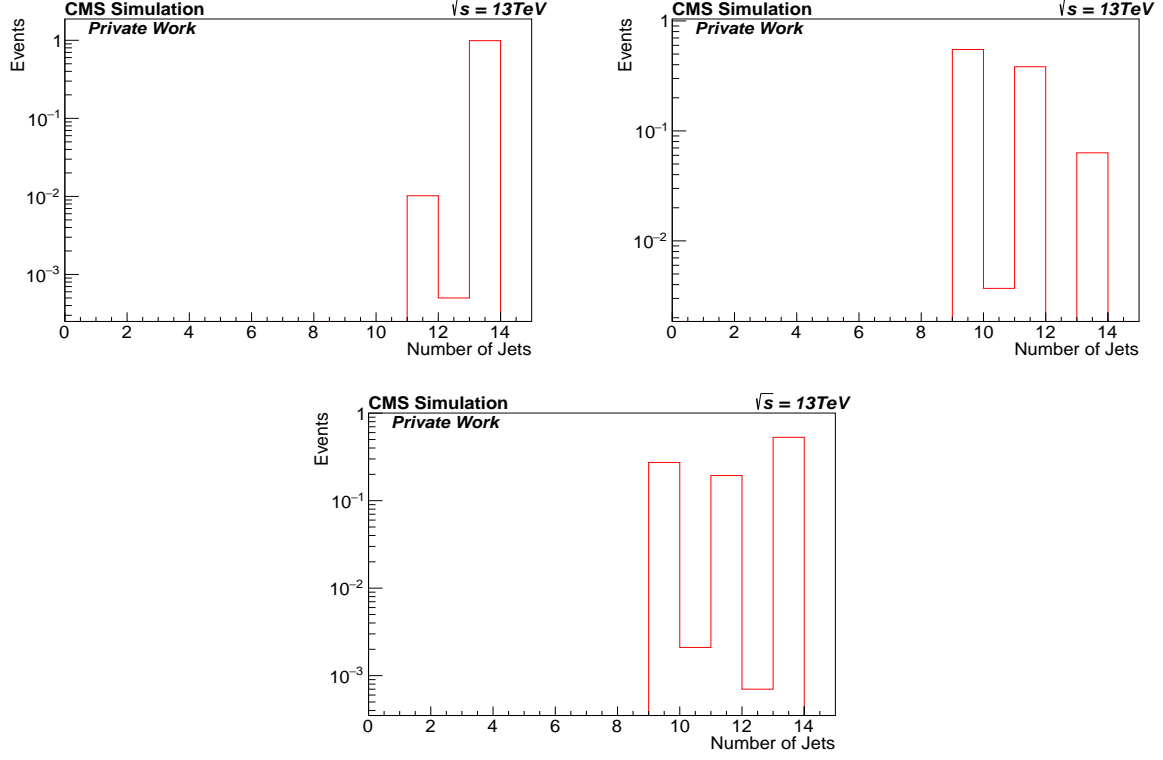 CMS Simulation √s = 13TeV
Private Work
Events
1
10⁻¹
10⁻²
10⁻³
0 2 4 6 8 10 12 14
Number of Jets
CMS Simulation √s = 13TeV
Private Work
Events
1
10⁻¹
10⁻²
0 2 4 6 8 10 12 14
Number of Jets
CMS Simulation √s = 13TeV
Private Work
Events
1
10⁻¹
10⁻²
10⁻³
0 2 4 6 8 10 12 14
Number of Jets